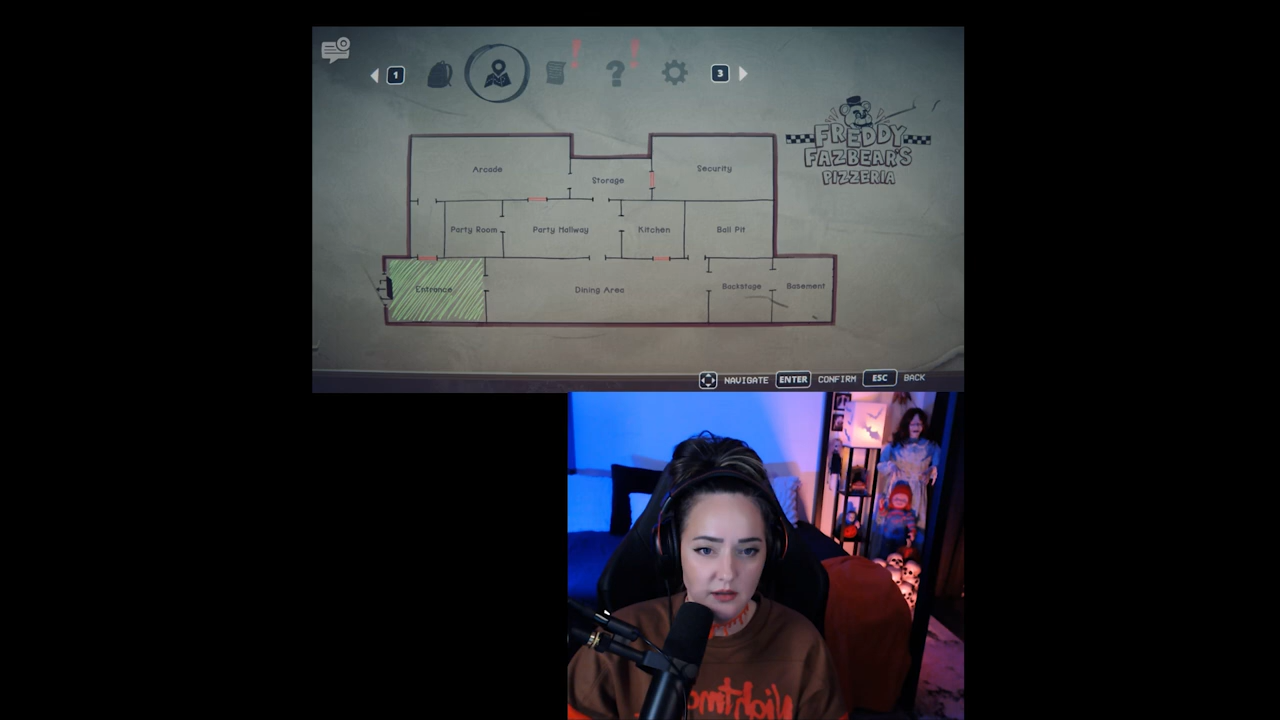 1
?
3
FREDDY
FAZBEAR'S
PIZZERIA
Arcade
Storage
Security
Party Room
Party Hallway
Kitchen
Ball Pit
Entrance
Dining Area
Backstage
Basement
NAVIGATE ENTER CONFIRM ESC BACK